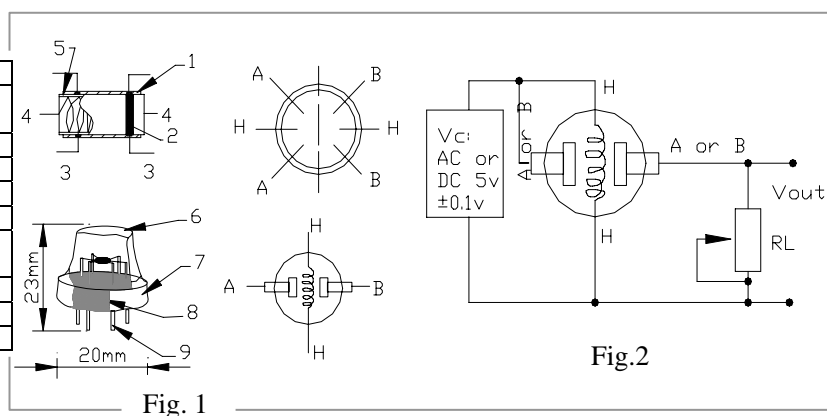 5
1
4
4
2
3
3
A
B
H
H
A
B
6
7
23mm
8
9
20mm
Fig. 1
H
A
B
H
H
Vc:
AC or
DC 5v
±0.1v
A or B
A or B
Vout
RL
H
Fig.2